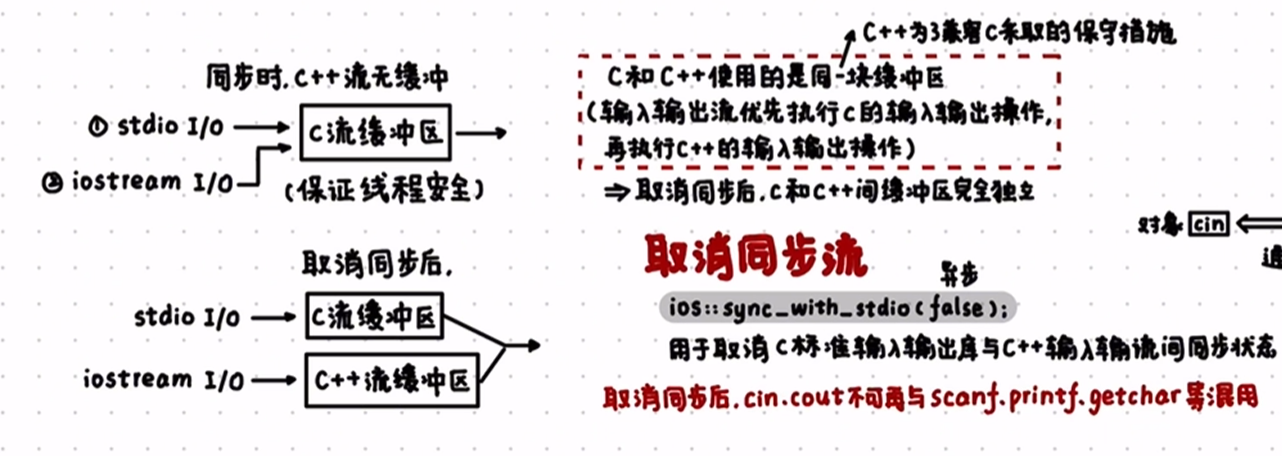 C++为了兼容C采取的保守措施
同步时,C++流无缓冲
① stdio I/O
C流缓冲区
② iostream I/O
(保证线程安全)
C和C++使用的是同一块缓冲区
(输入输出流优先执行C的输入输出操作,
再执行C++的输入输出操作)
⇒取消同步后,C和C++间缓冲区完全独立
对象 cin
取消同步流
异步
ios::sync_with_stdio(false);
取消同步后,
stdio I/O
C流缓冲区
iostream I/O
C++流缓冲区
用于取消C标准输入输出库与C++输入输流间同步状态
取消同步后,cin.cout不可再与scanf.printf.getchar等混用